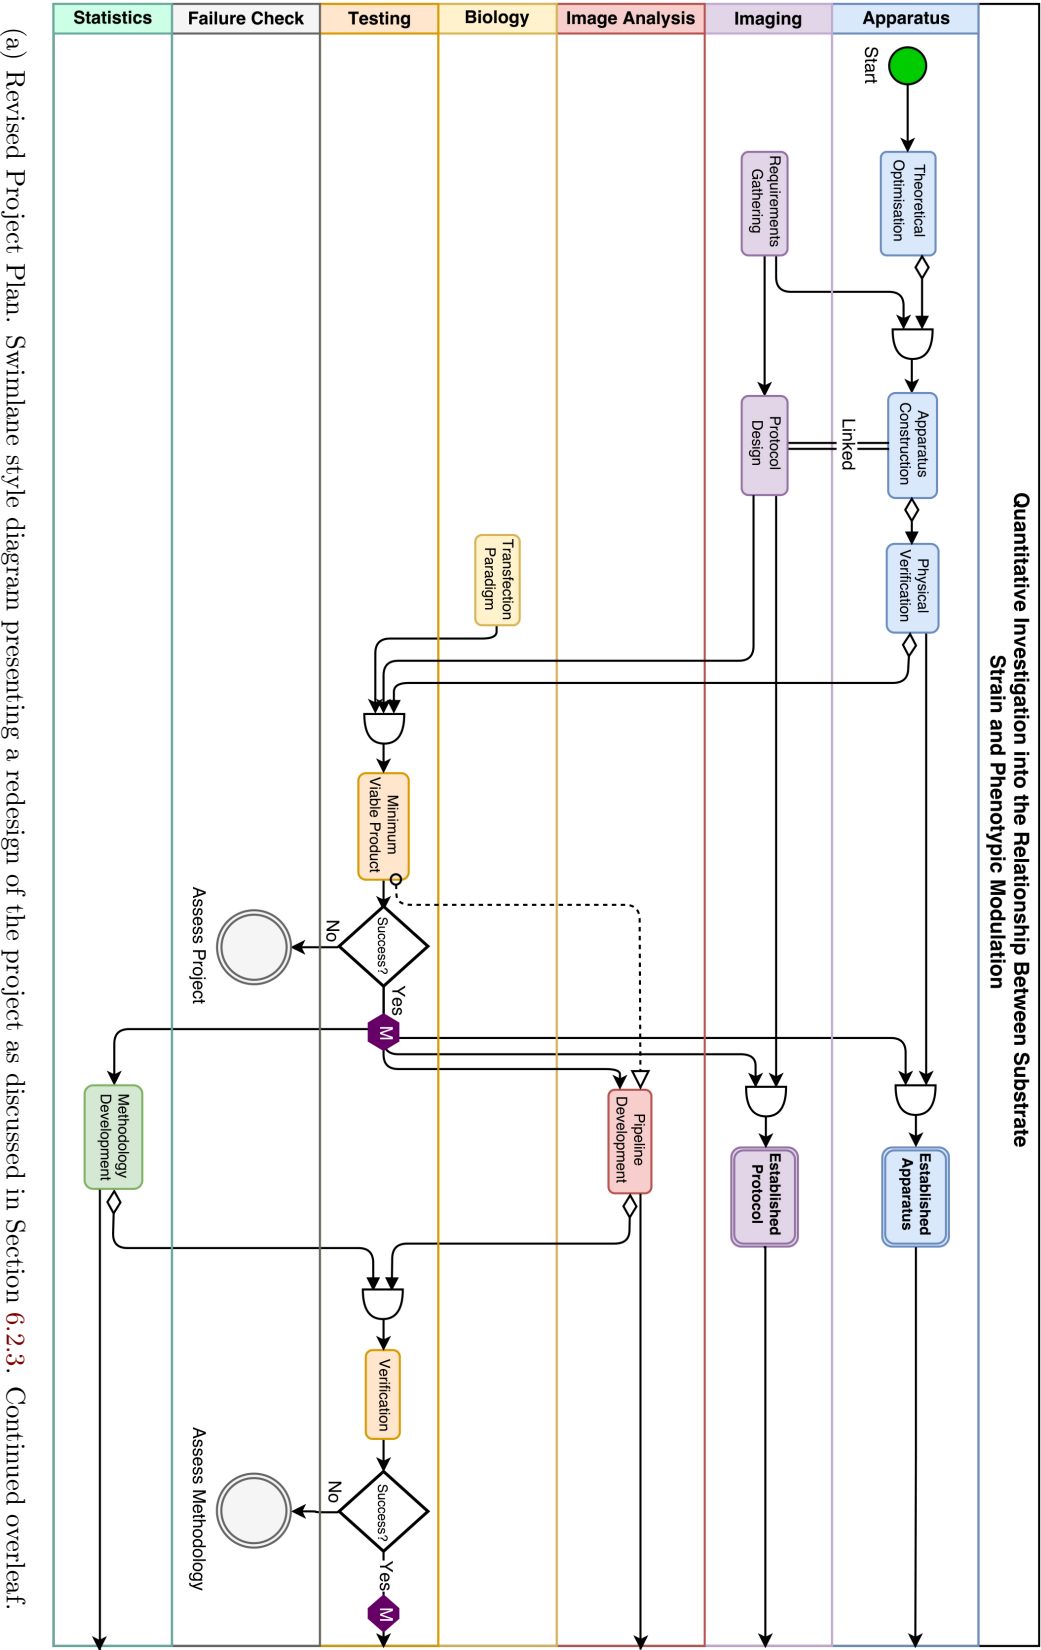 Quantitative Investigation into the Relationship Between Substrate
Strain and Phenotypic Modulation
Apparatus
Start
Theoretical
Optimisation
Apparatus
Construction
Physical
Verification
Established
Apparatus
Linked
Imaging
Requirements
Gathering
Protocol
Design
Established
Protocol
Image Analysis
Pipeline
Development
Biology
Transfection
Paradigm
Testing
Minimum
Viable Product
Success?
Yes
No
M
Verification
Success?
Yes
No
M
Failure Check
Assess Project
Assess Methodology
Statistics
Methodology
Development
(a) Revised Project Plan. Swimlane style diagram presenting a redesign of the project as discussed in Section 6.2.3. Continued overleaf.